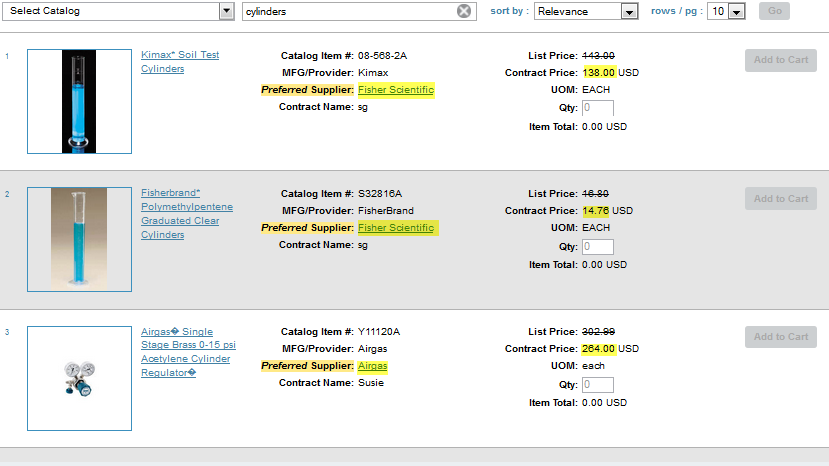 Select Catalog cylinders sort by : Relevance rows / pg : 10 Go
1
Kimax* Soil Test
Cylinders
Catalog Item #: 08-568-2A
MFG/Provider: Kimax
Preferred Supplier: Fisher Scientific
Contract Name: sg
List Price: 143.00
Contract Price: 138.00 USD
UOM: EACH
Qty: 0
Item Total: 0.00 USD
Add to Cart
2
Fisherbrand*
Polymethylpentene
Graduated Clear
Cylinders
Catalog Item #: S32816A
MFG/Provider: FisherBrand
Preferred Supplier: Fisher Scientific
Contract Name: sg
List Price: 16.80
Contract Price: 14.76 USD
UOM: EACH
Qty: 0
Item Total: 0.00 USD
Add to Cart
3
Airgas� Single
Stage Brass 0-15 psi
Acetylene Cylinder
Regulator�
Catalog Item #: Y11120A
MFG/Provider: Airgas
Preferred Supplier: Airgas
Contract Name: Susie
List Price: 302.99
Contract Price: 264.00 USD
UOM: each
Qty: 0
Item Total: 0.00 USD
Add to Cart